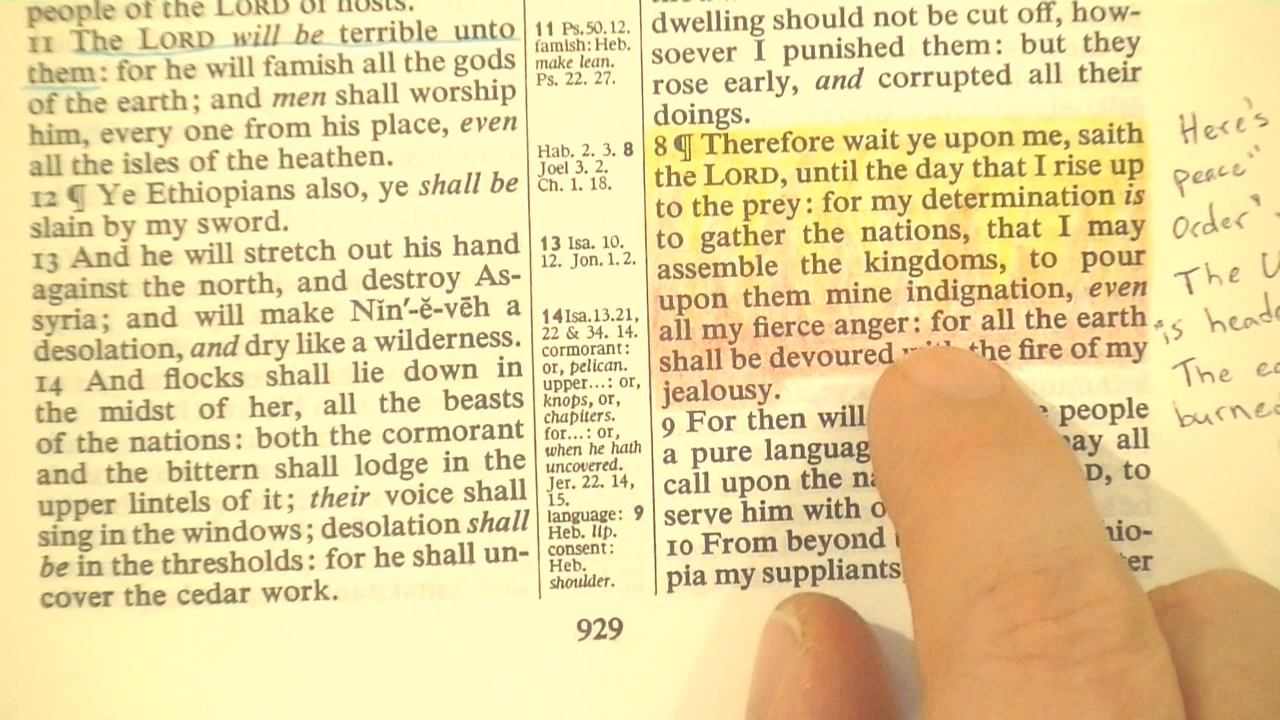 people of the LORD of hosts.
11 The LORD will be terrible unto
them: for he will famish all the gods
of the earth; and men shall worship
him, every one from his place, even
all the isles of the heathen.
12 ¶ Ye Ethiopians also, ye shall be
slain by my sword.
13 And he will stretch out his hand
against the north, and destroy As-
syria; and will make Nĭn′-ĕ-vēh a
desolation, and dry like a wilderness.
14 And flocks shall lie down in
the midst of her, all the beasts
of the nations: both the cormorant
and the bittern shall lodge in the
upper lintels of it; their voice shall
sing in the windows; desolation shall
be in the thresholds: for he shall un-
cover the cedar work.
11 Ps.50.12.
famish: Heb.
make lean.
Ps. 22. 27.
Hab. 2. 3. 8
Joel 3. 2.
Ch. 1. 18.
13 Isa. 10.
12. Jon.1.2.
14 Isa.13.21,
22 & 34. 14.
cormorant:
or, pelican.
upper...: or,
knops, or,
chapiters.
for...: or,
when he hath
uncovered.
Jer. 22. 14,
15.
language: 9
Heb. lip.
consent:
Heb.
shoulder.
dwelling should not be cut off, how-
soever I punished them: but they
rose early, and corrupted all their
doings.
8 ¶ Therefore wait ye upon me, saith
the LORD, until the day that I rise up
to the prey: for my determination is
to gather the nations, that I may
assemble the kingdoms, to pour
upon them mine indignation, even
all my fierce anger: for all the earth
shall be devoured the fire of my
jealousy.
9 For then will people
a pure all
call upon the to
serve him with
10 From beyond
pia my suppliants,
Here's
peace"
Order'
The
is
The
929